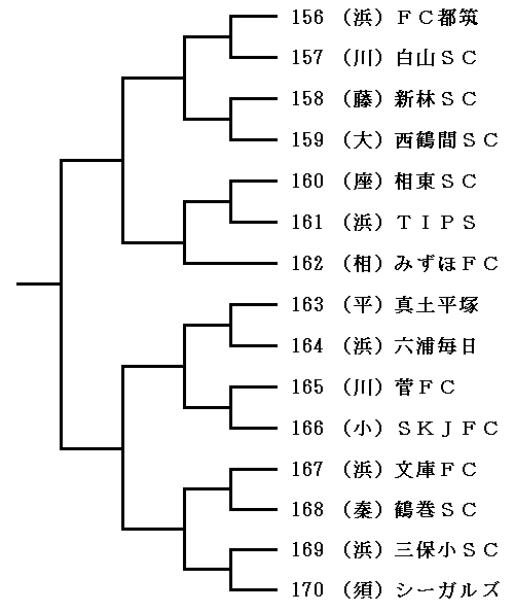 156 （浜）ＦＣ都筑
157 （川）白山ＳＣ
158 （藤）新林ＳＣ
159 （大）西鶴間ＳＣ
160 （座）相東ＳＣ
161 （浜）ＴＩＰＳ
162 （相）みずほＦＣ
163 （平）真土平塚
164 （浜）六浦毎日
165 （川）菅ＦＣ
166 （小）ＳＫＪＦＣ
167 （浜）文庫ＦＣ
168 （秦）鶴巻ＳＣ
169 （浜）三保小ＳＣ
170 （須）シーガルズ